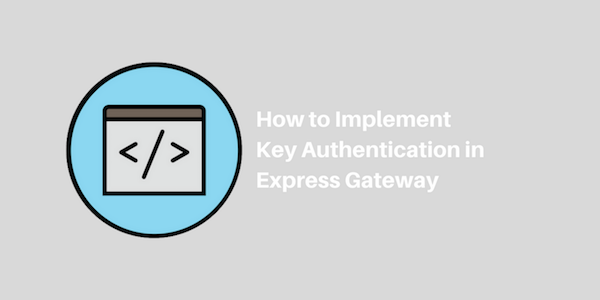 </>
How to Implement
Key Authentication in
Express Gateway